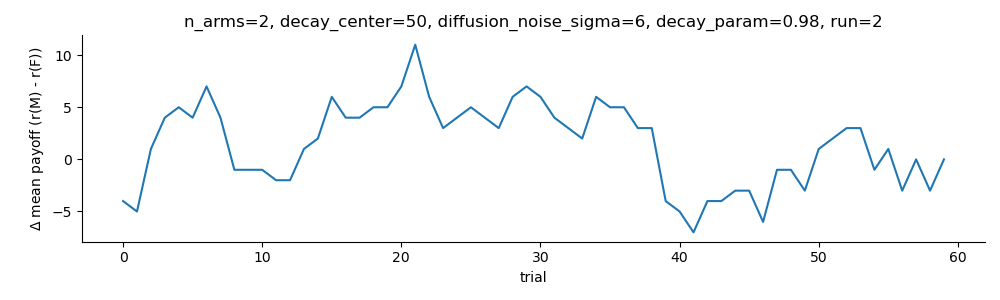 n_arms=2, decay_center=50, diffusion_noise_sigma=6, decay_param=0.98, run=2
Δ mean payoff (r(M) - r(F))
10
5
0
−5
0 10 20 30 40 50 60
trial